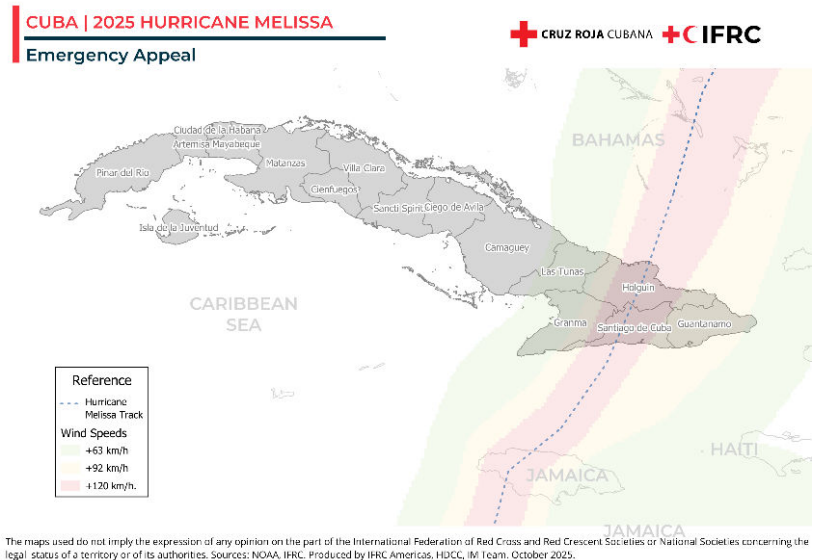 CUBA | 2025 HURRICANE MELISSA
Emergency Appeal
CRUZ ROJA CUBANA
IFRC
BAHAMAS
Ciudad de la Habana
Artemisa Mayabeque
Pinar del Rio
Matanzas
Villa Clara
Cienfuegos
Sancti Spiri
Ciego de Avila
Isla de la Juventud
Camaguey
Las Tunas
Holguin
Granma
Santiago de Cuba
Guantanamo
CARIBBEAN
SEA
Reference
Hurricane
Melissa Track
Wind Speeds
+63 km/h
+92 km/h
+120 km/h.
HAITI
JAMAICA
JAMAICA
The maps used do not imply the expression of any opinion on the part of the International Federation of Red Cross and Red Crescent Societies or National Societies concerning the
legal status of a territory or of its authorities. Sources: NOAA, IFRC. Produced by IFRC Americas, HDCC, IM Team. October 2025.